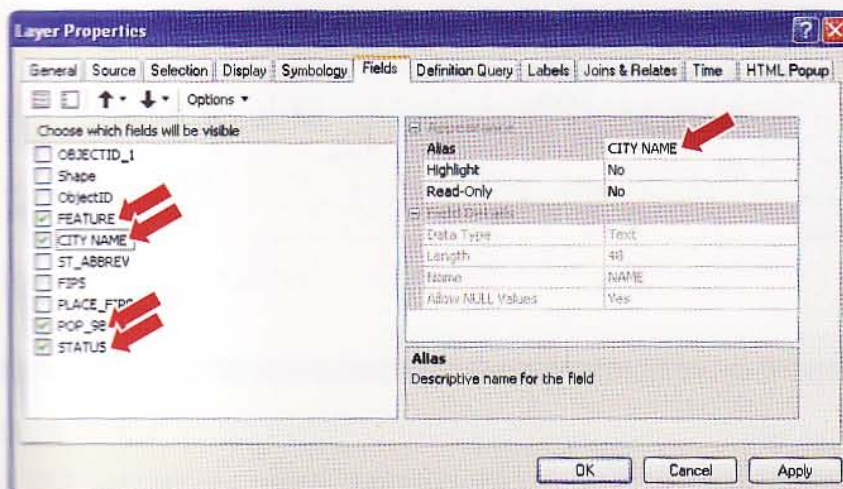 Layer Properties
General Source Selection Display Symbology Fields Definition Query Labels Joins & Relates Time HTML Popup
Options
Choose which fields will be visible
OBJECTID_1
Shape
ObjectID
FEATURE
CITY NAME
ST_ABBREV
FIPS
PLACE_FIPS
POP_98
STATUS
Appearance
Alias CITY NAME
Highlight No
Read-Only No
Field Details
Data Type Text
Length 40
Name NAME
Allow NULL Values Yes
Alias
Descriptive name for the field
OK Cancel Apply